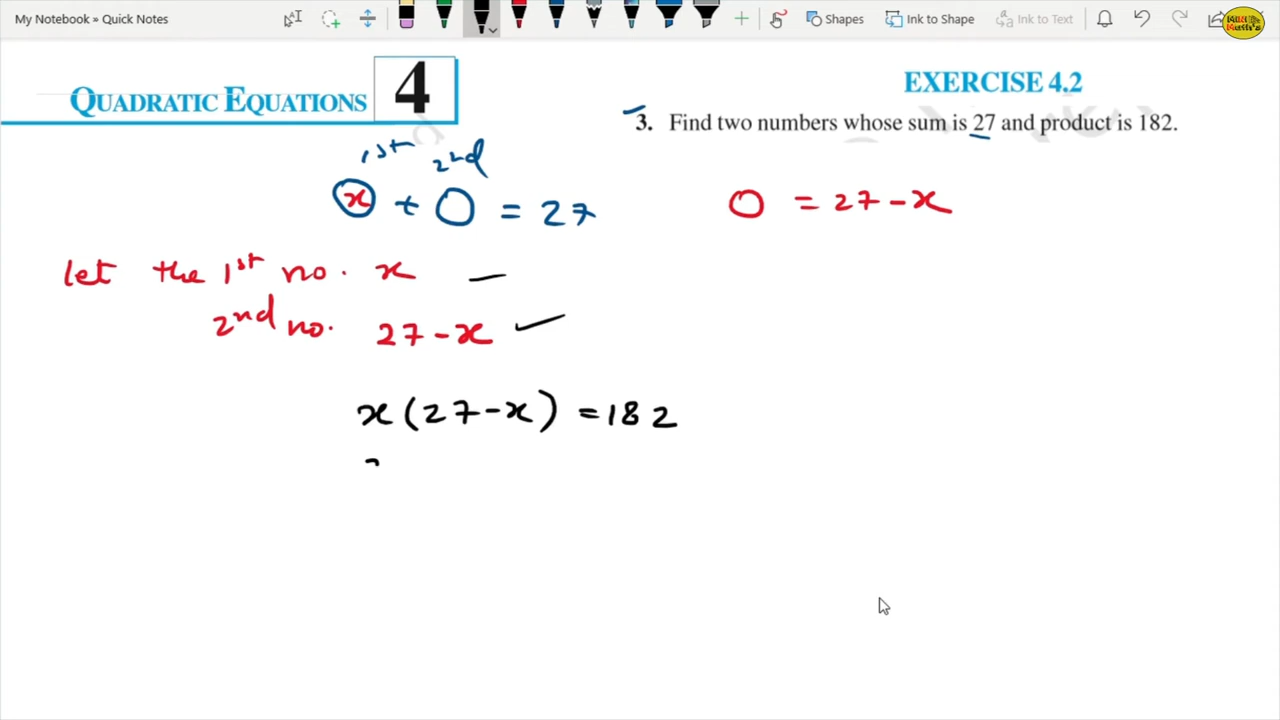 My Notebook » Quick Notes
Shapes
Ink to Shape
Ink to Text
QUADRATIC EQUATIONS 4
EXERCISE 4.2
3. Find two numbers whose sum is 27 and product is 182.
1st 2nd
x + = 27
= 27 - x
let the 1st no. x
2nd no. 27 - x
x(27-x) = 182